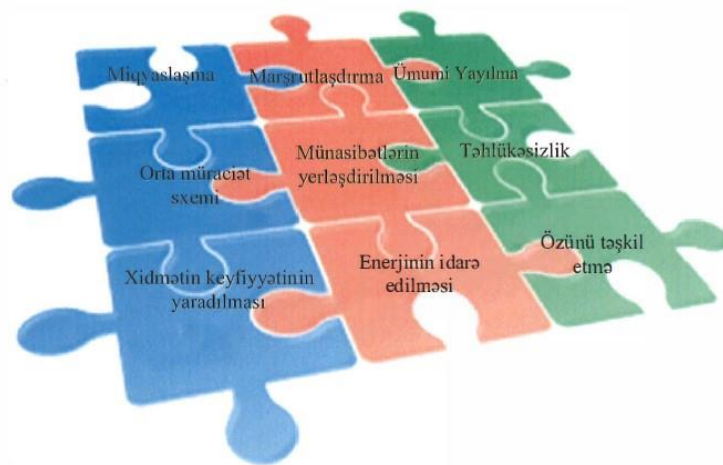 Miqyaslaşma
Marşrutlaşdırma
Ümumi Yayılma
Orta müraciət
sxemi
Münasibətlərin
yerləşdirilməsi
Təhlükəsizlik
Xidmətin keyfiyyətinin
yaradılması
Enerjinin idarə
edilməsi
Özünü təşkil
etmə